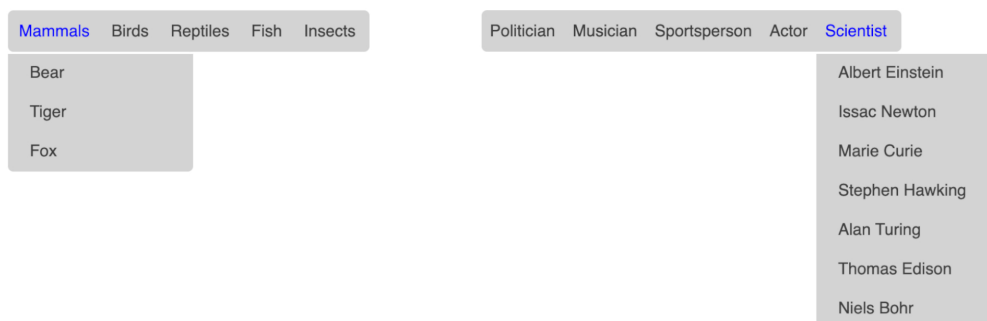 Mammals Birds Reptiles Fish Insects
Bear
Tiger
Fox
Politician Musician Sportsperson Actor Scientist
Albert Einstein
Issac Newton
Marie Curie
Stephen Hawking
Alan Turing
Thomas Edison
Niels Bohr